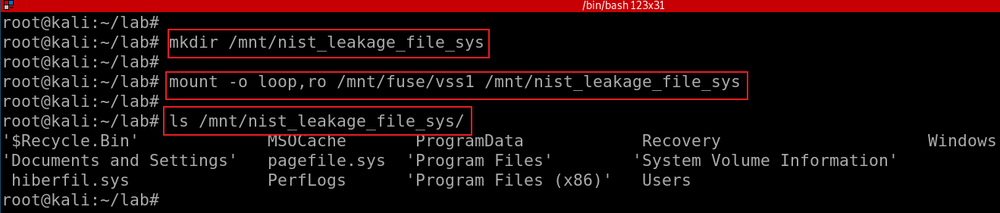 /bin/bash 123x31
root@kali:~/lab#
root@kali:~/lab# mkdir /mnt/nist_leakage_file_sys
root@kali:~/lab#
root@kali:~/lab# mount -o loop,ro /mnt/fuse/vss1 /mnt/nist_leakage_file_sys
root@kali:~/lab#
root@kali:~/lab# ls /mnt/nist_leakage_file_sys/
'$Recycle.Bin'             MSOCache       ProgramData            Recovery                     Windows
'Documents and Settings'   pagefile.sys  'Program Files'        'System Volume Information'
 hiberfil.sys              PerfLogs      'Program Files (x86)'   Users
root@kali:~/lab#